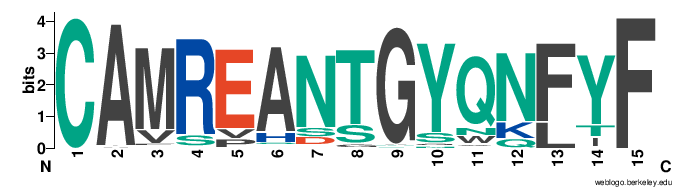 4
3
2
1
0
bits
CAMREANTGYQNFYF
V S V H S S S N K L T
S P D S W Q I
N 1 2 3 4 5 6 7 8 9 10 11 12 13 14 15 C
weblogo.berkeley.edu